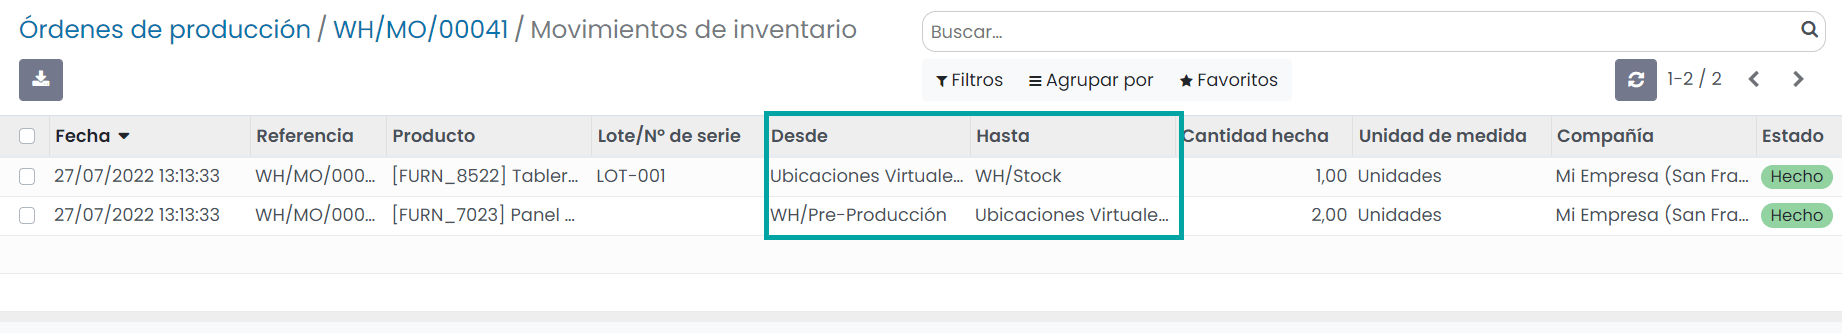 Órdenes de producción / WH/MO/00041 / Movimientos de inventario
Buscar...
Filtros Agrupar por Favoritos
1-2 / 2
Fecha Referencia Producto Lote/Nº de serie Desde Hasta Cantidad hecha Unidad de medida Compañía Estado
27/07/2022 13:13:33 WH/MO/000... [FURN_8522] Tabler... LOT-001 Ubicaciones Virtuale... WH/Stock 1,00 Unidades Mi Empresa (San Fra... Hecho
27/07/2022 13:13:33 WH/MO/000... [FURN_7023] Panel ... WH/Pre-Producción Ubicaciones Virtuale... 2,00 Unidades Mi Empresa (San Fra... Hecho